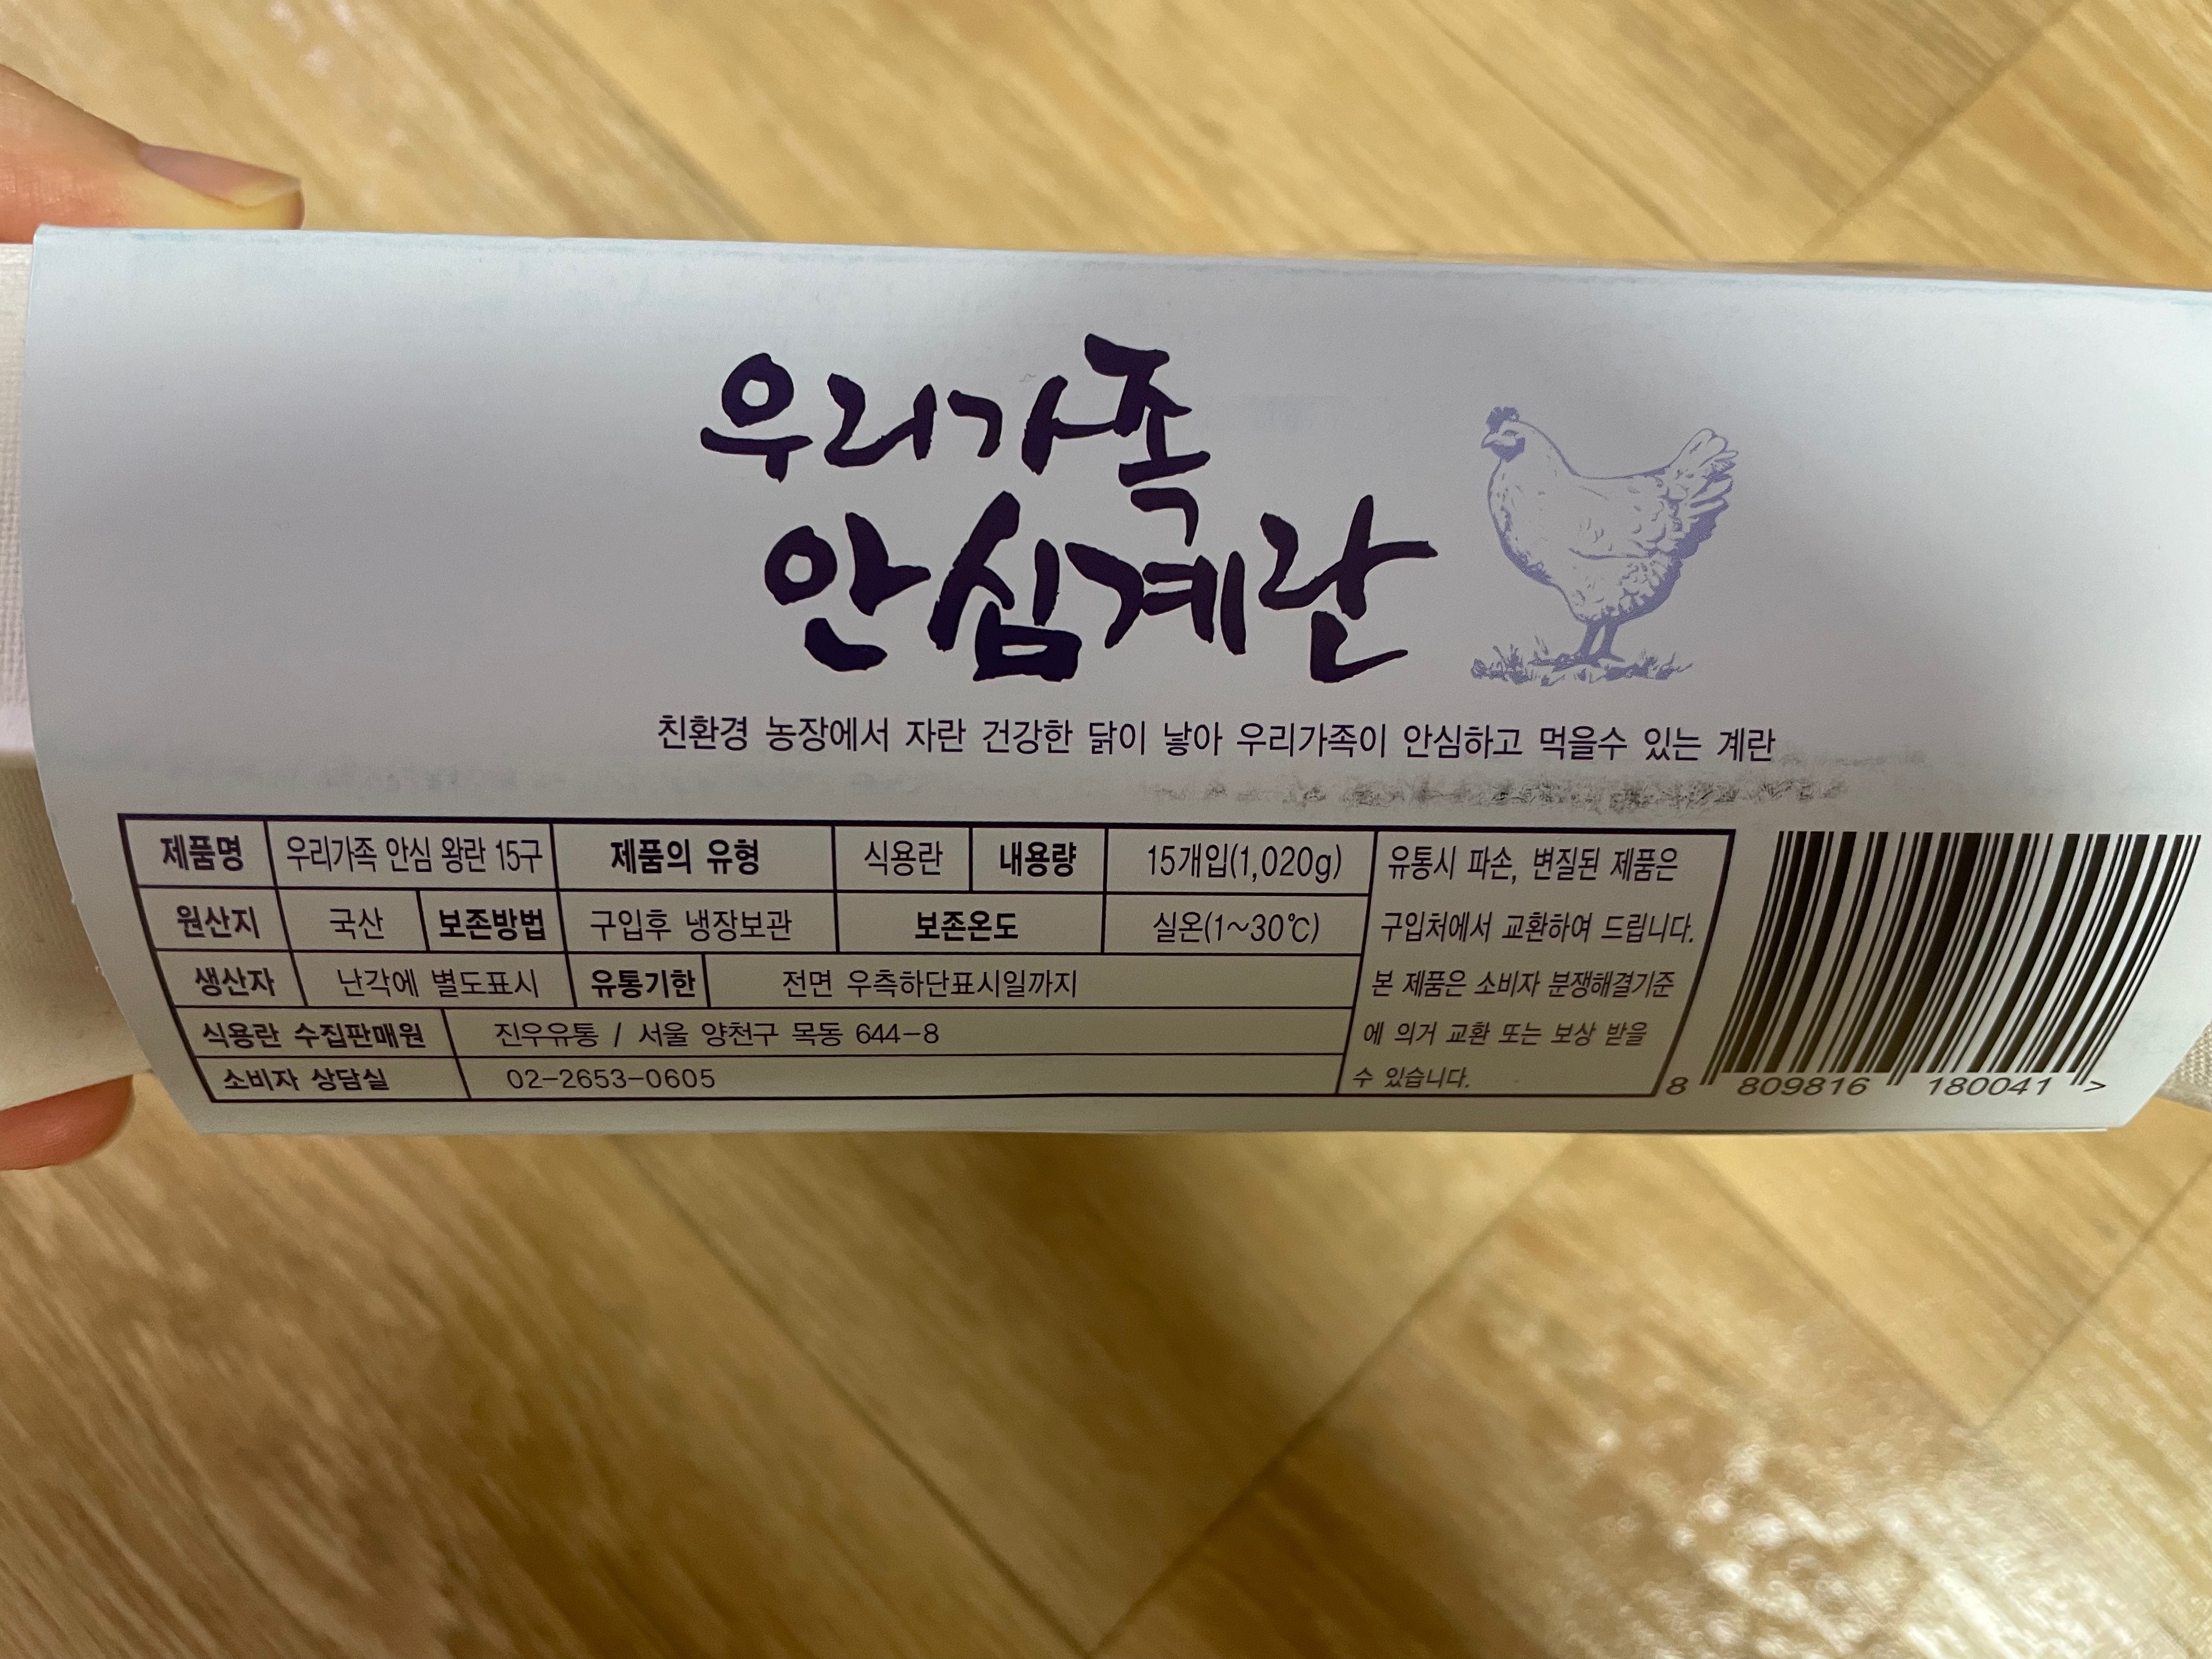 우리가족
안심계란
친환경 농장에서 자란 건강한 닭이 낳아 우리가족이 안심하고 먹을수 있는 계란
제품명 우리가족 안심 왕란 15구 제품의 유형 식용란 내용량 15개입(1,020g)
원산지 국산 보존방법 구입후 냉장보관 보존온도 실온(1~30℃)
생산자 난각에 별도표시 유통기한 전면 우측하단표시일까지
식용란 수집판매원 진우유통 / 서울 양천구 목동 644-8
소비자 상담실 02-2653-0605
유통시 파손, 변질된 제품은
구입처에서 교환하여 드립니다.
본 제품은 소비자 분쟁해결기준
에 의거 교환 또는 보상 받을
수 있습니다.
8 809816 180041 >